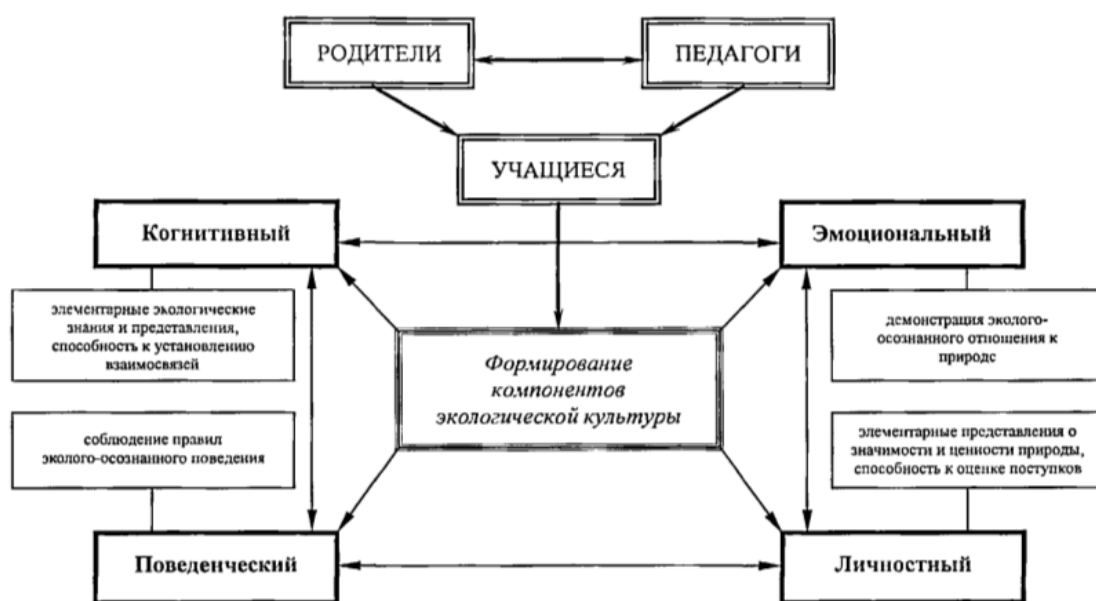 РОДИТЕЛИ
ПЕДАГОГИ
УЧАЩИЕСЯ
Когнитивный
Эмоциональный
элементарные экологические
знания и представления,
способность к установлению
взаимосвязей
демонстрация эколого-
осознанного отношения к
природе
Формирование
компонентов
экологической культуры
соблюдение правил
эколого-осознанного поведения
элементарные представления о
значимости и ценности природы,
способность к оценке поступков
Поведенческий
Личностный